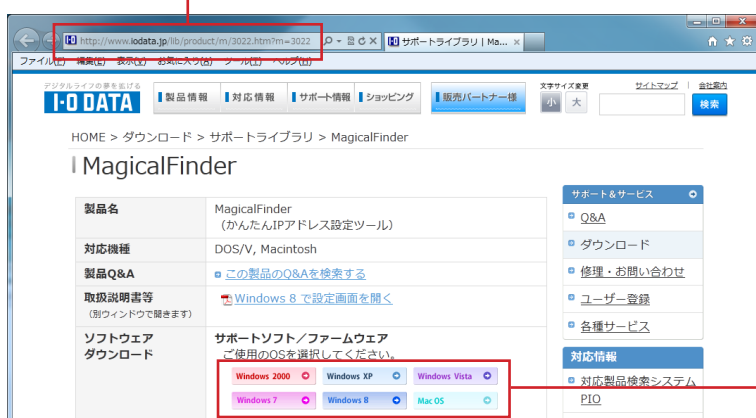 http://www.iodata.jp/lib/product/m/3022.htm?m=3022
サポートライブラリ | Ma...
ファイル(F) 編集(E) 表示(V) お気に入り(A) ツール(T) ヘルプ(H)
デジタルライフの夢を拡げる
I-O DATA
製品情報 対応情報 サポート情報 ショッピング 販売パートナー様
文字サイズ変更
小 大
サイトマップ | 会社案内
検索
HOME > ダウンロード > サポートライブラリ > MagicalFinder
MagicalFinder
製品名
MagicalFinder
（かんたんIPアドレス設定ツール）
対応機種
DOS/V, Macintosh
製品Q&A
この製品のQ&Aを検索する
取扱説明書等
（別ウィンドウで開きます）
Windows 8 で設定画面を開く
ソフトウェア
ダウンロード
サポートソフト／ファームウェア
ご使用のOSを選択してください。
Windows 2000 Windows XP Windows Vista
Windows 7 Windows 8 Mac OS
サポート＆サービス
Q&A
ダウンロード
修理・お問い合わせ
ユーザー登録
各種サービス
対応情報
対応製品検索システム
PIO